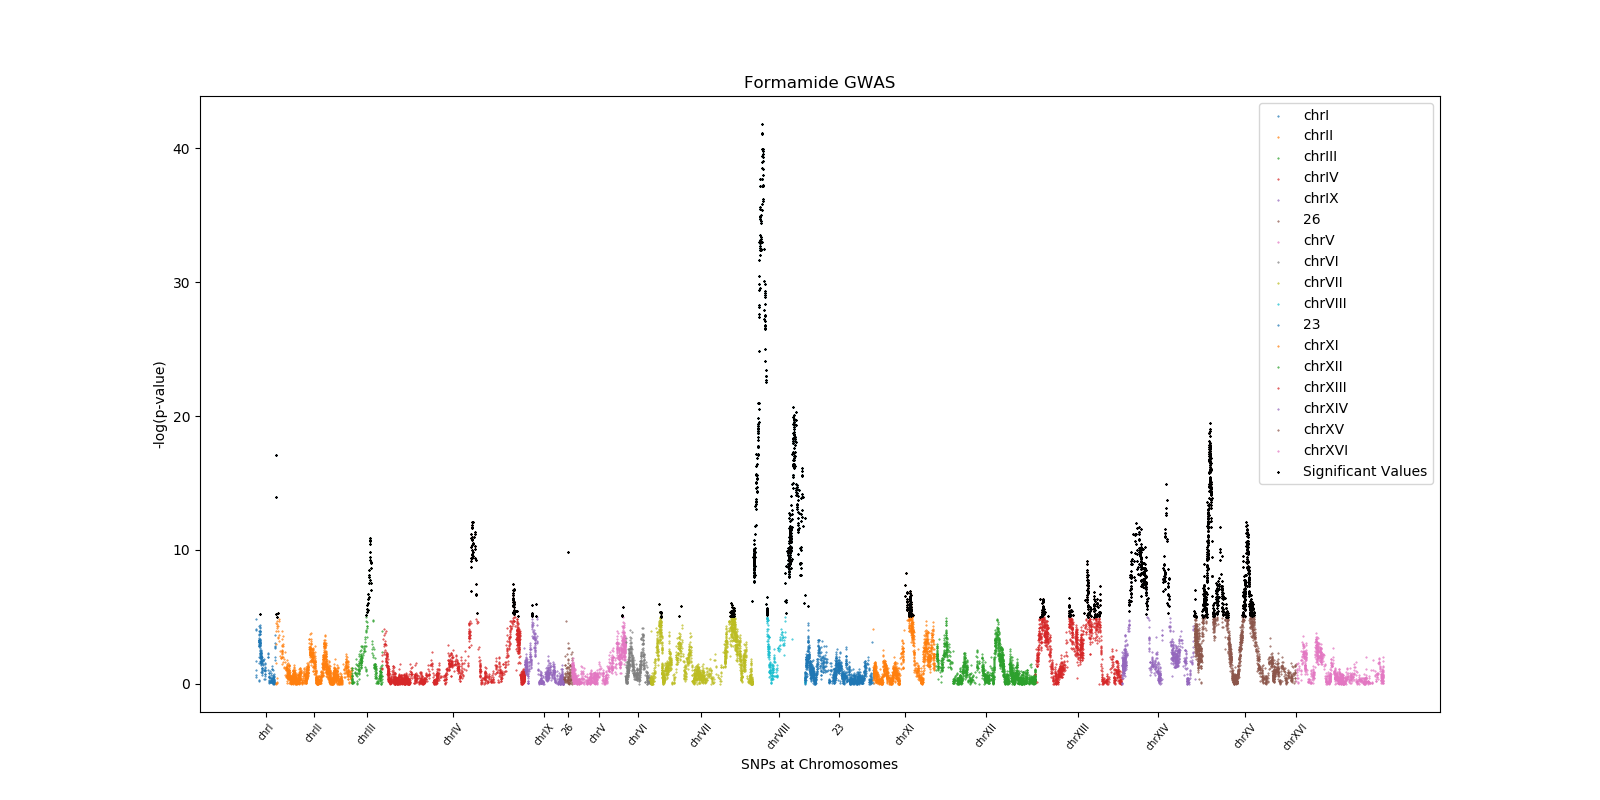 Formamide GWAS
-log(p-value)
40
30
20
10
0
chrI
chrII
chrIII
chrIV
chrIX
26
chrV
chrVI
chrVII
chrVIII
23
chrXI
chrXII
chrXIII
chrXIV
chrXV
chrXVI
Significant Values
chrI
chrII
chrIII
chrIV
chrIX
26
chrV
chrVI
chrVII
chrVIII
23
chrXI
chrXII
chrXIII
chrXIV
chrXV
chrXVI
SNPs at Chromosomes